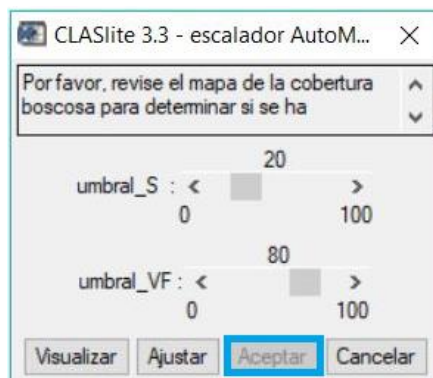 CLASlite 3.3 - escalador AutoM...
Por favor, revise el mapa de la cobertura
boscosa para determinar si se ha
20
umbral_S : < >
0 100
80
umbral_VF : < >
0 100
Visualizar Ajustar Aceptar Cancelar